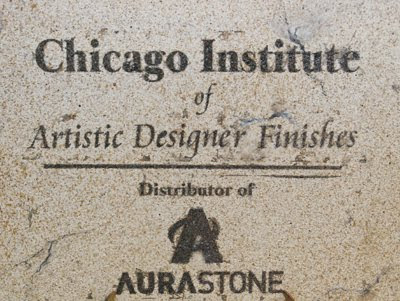 Chicago Institute
of
Artistic Designer Finishes
Distributor of
AURASTONE